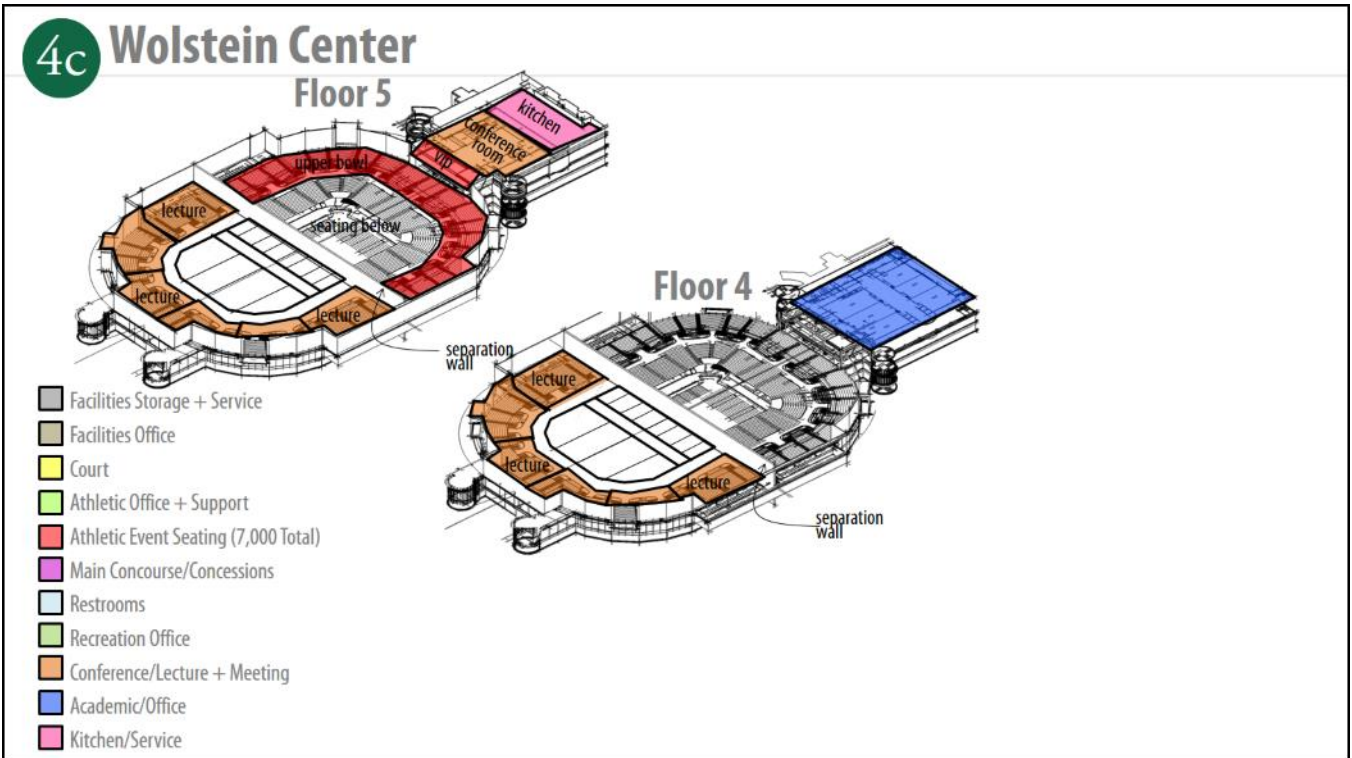 4c Wolstein Center
Floor 5
kitchen
conference
room
vip
upper bowl
lecture
seating below
lecture
lecture
separation
wall
Floor 4
lecture
lecture
lecture
separation
wall
Facilities Storage + Service
Facilities Office
Court
Athletic Office + Support
Athletic Event Seating (7,000 Total)
Main Concourse/Concessions
Restrooms
Recreation Office
Conference/Lecture + Meeting
Academic/Office
Kitchen/Service